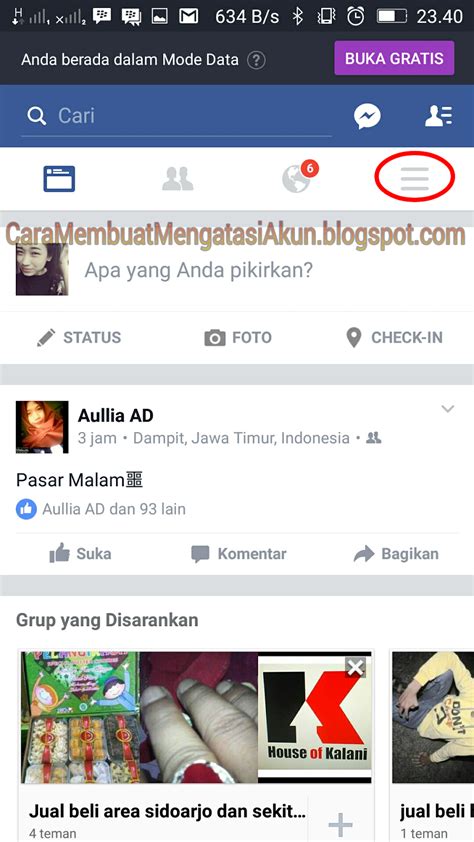 H 1 x 2 634 B/s 23.40
Anda berada dalam Mode Data ? BUKA GRATIS
Cari
6
CaraMembuatMengatasiAkun.blogspot.com
Apa yang Anda pikirkan?
STATUS FOTO CHECK-IN
Aullia AD
3 jam • Dampit, Jawa Timur, Indonesia •
Pasar Malam
Aullia AD dan 93 lain
Suka Komentar Bagikan
Grup yang Disarankan
K
House of Kalani
DON'T
Jual beli area sidoarjo dan sekit... +
4 teman
jual beli
1 teman